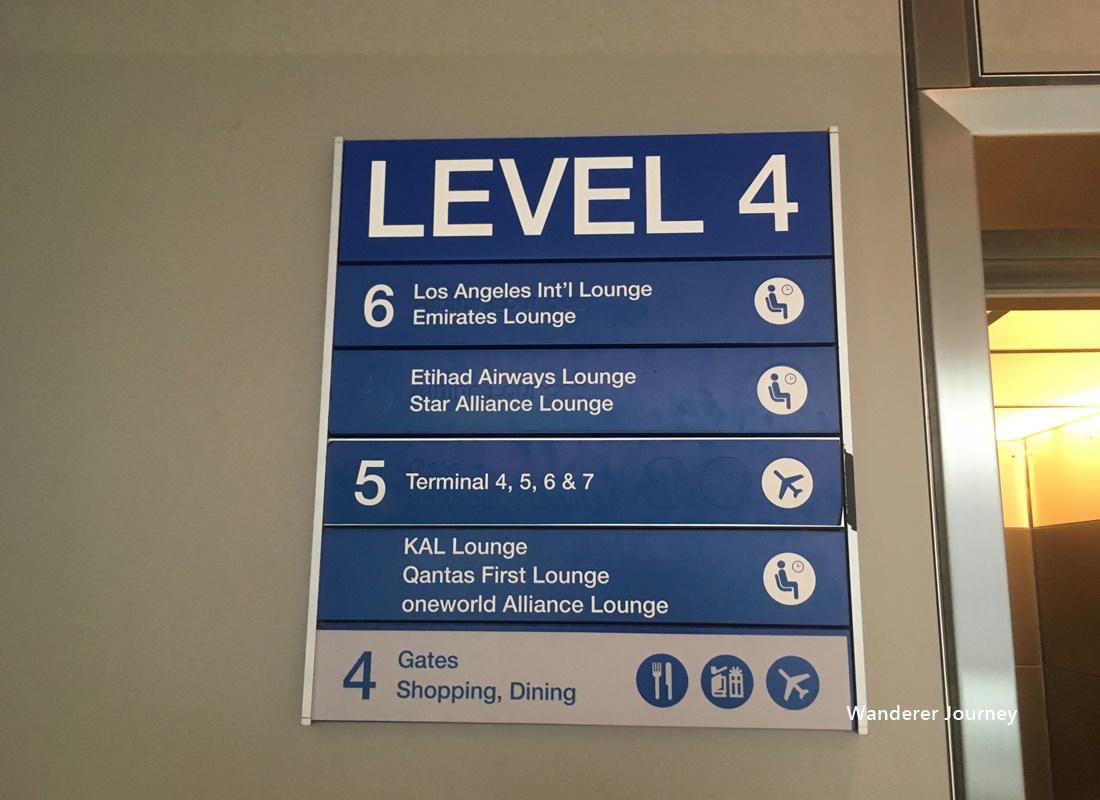 LEVEL 4
6
Los Angeles Int'l Lounge
Emirates Lounge
Etihad Airways Lounge
Star Alliance Lounge
5
Terminal 4, 5, 6 & 7
KAL Lounge
Qantas First Lounge
oneworld Alliance Lounge
4
Gates
Shopping, Dining
Wanderer Journey